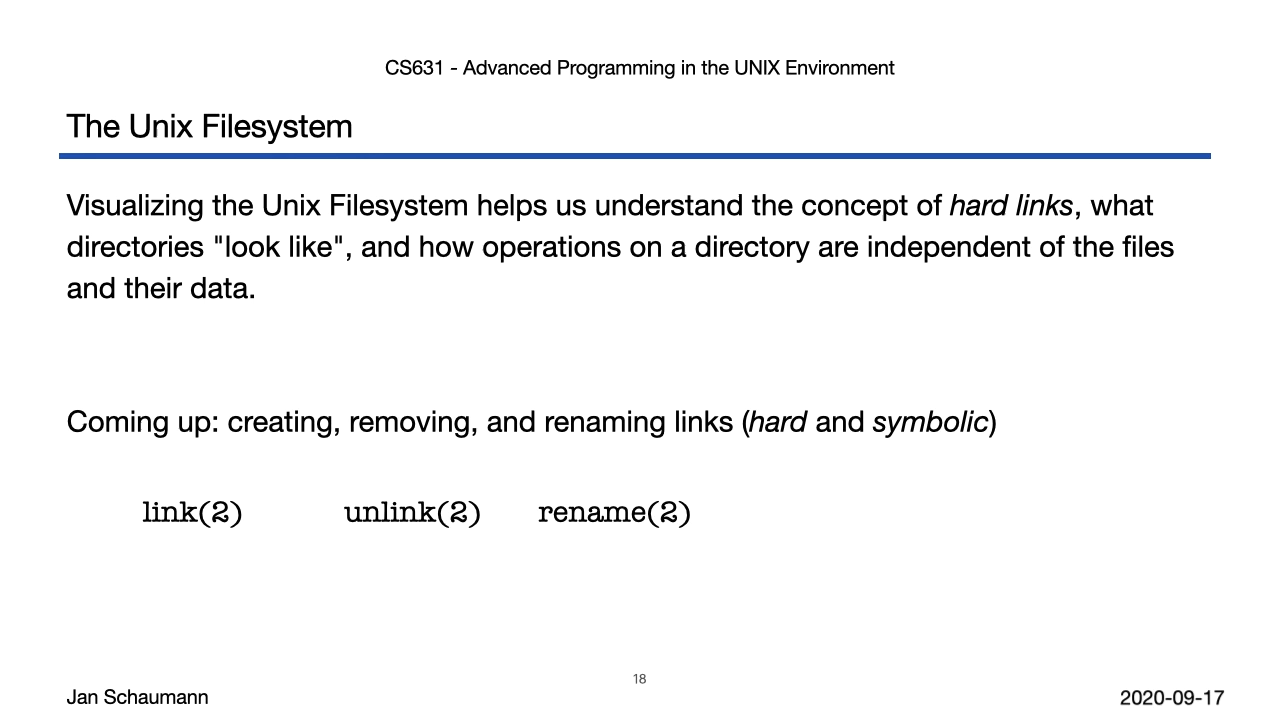 CS631 - Advanced Programming in the UNIX Environment
The Unix Filesystem
Visualizing the Unix Filesystem helps us understand the concept of hard links, what
directories "look like", and how operations on a directory are independent of the files
and their data.
Coming up: creating, removing, and renaming links (hard and symbolic)
link(2) unlink(2) rename(2)
18
Jan Schaumann 2020-09-17